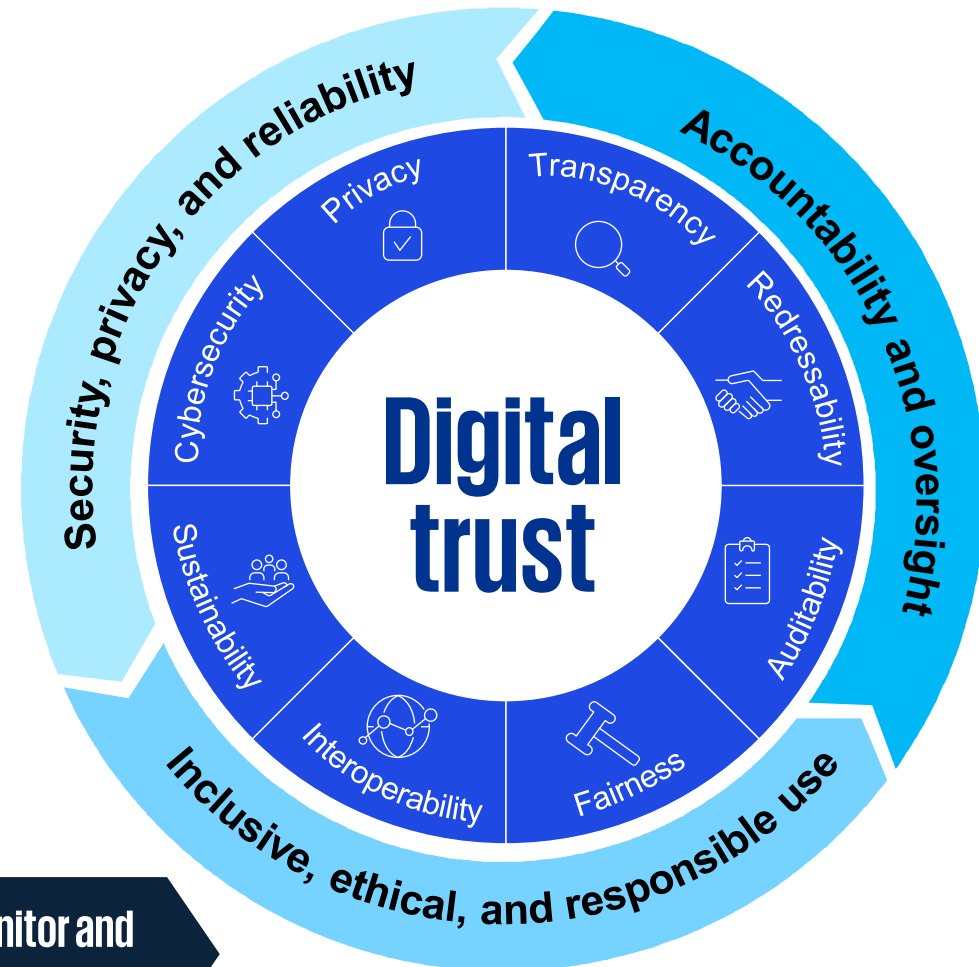 Security, privacy, and reliability
Accountability and oversight
Inclusive, ethical, and responsible use
Privacy
Transparency
Redressability
Auditability
Fairness
Interoperability
Sustainability
Cybersecurity
Digital
trust
and